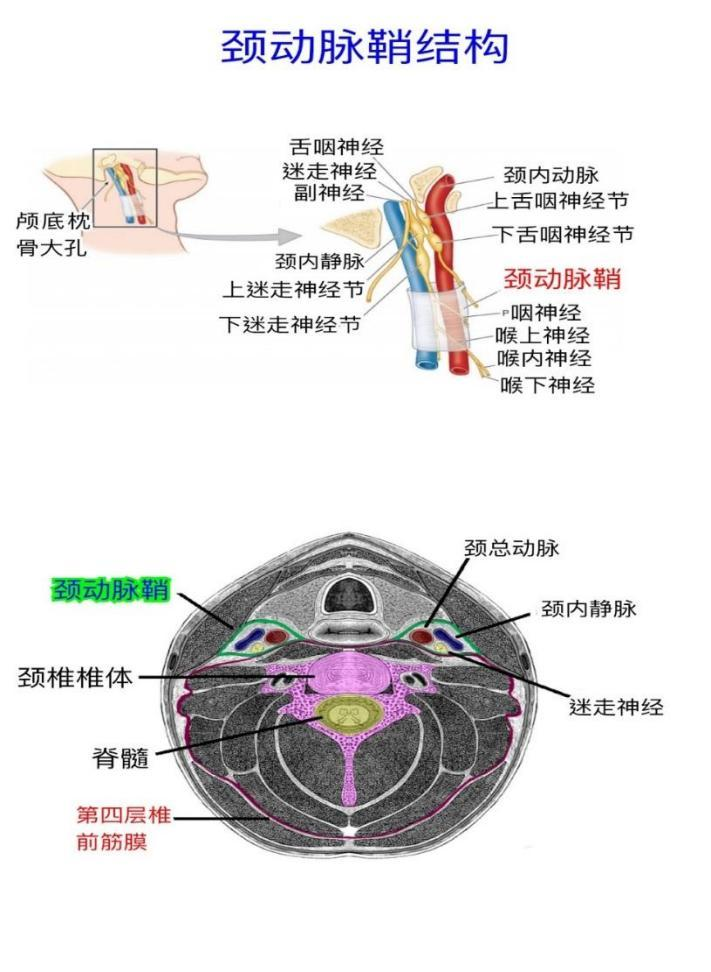 颈动脉鞘结构
舌咽神经
迷走神经
副神经
颅底枕
骨大孔
颈内静脉
上迷走神经节
下迷走神经节
颈内动脉
上舌咽神经节
下舌咽神经节
颈动脉鞘
P咽神经
喉上神经
喉内神经
喉下神经
颈总动脉
颈动脉鞘
颈内静脉
颈椎椎体
迷走神经
脊髓
第四层椎
前筋膜